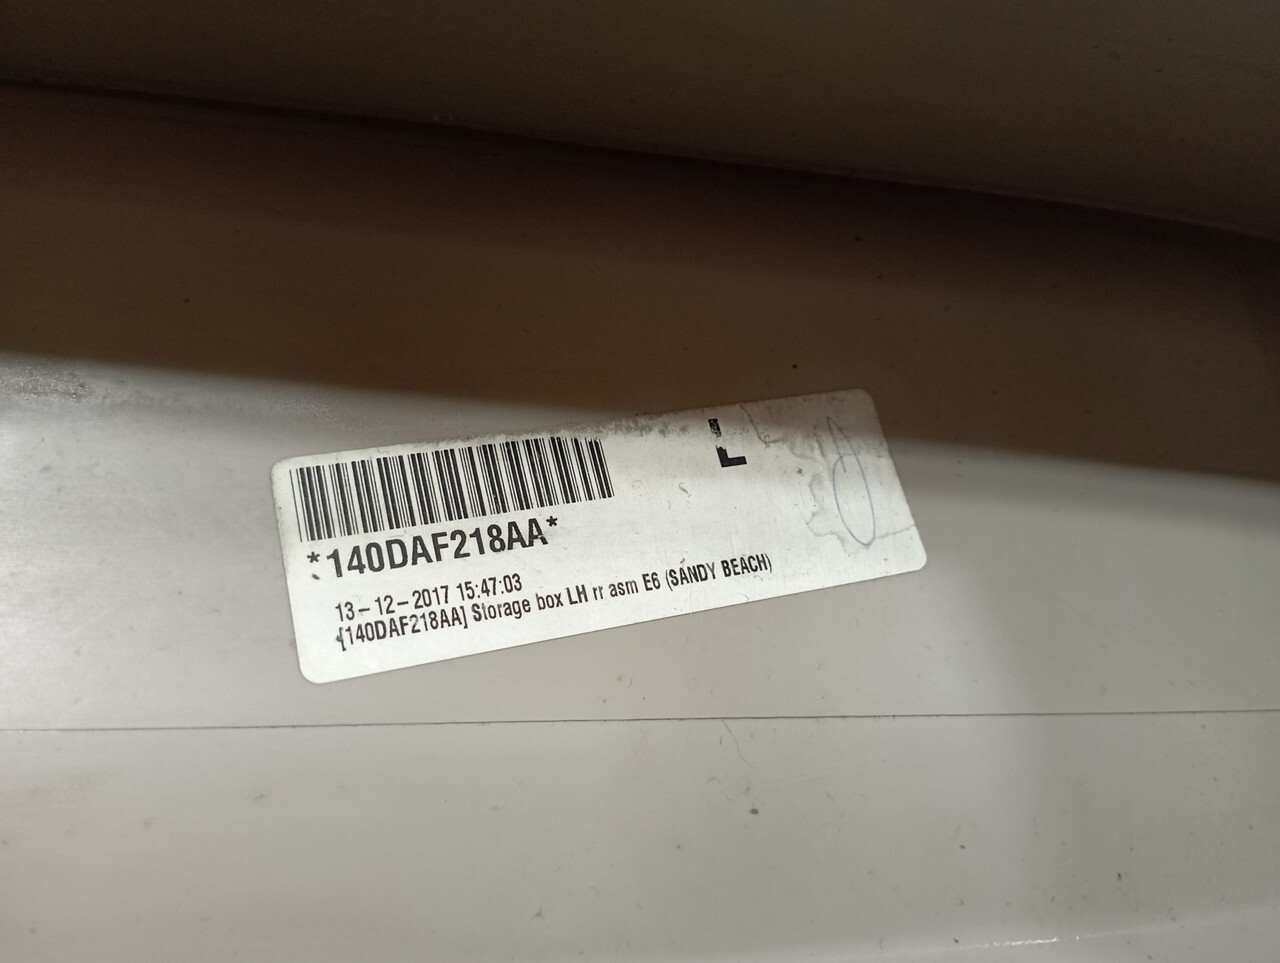 *140DAF218AA*
13-12-2017 15:47:03
[140DAF218AA] Storage box LH rr asm E6 (SANDY BEACH)